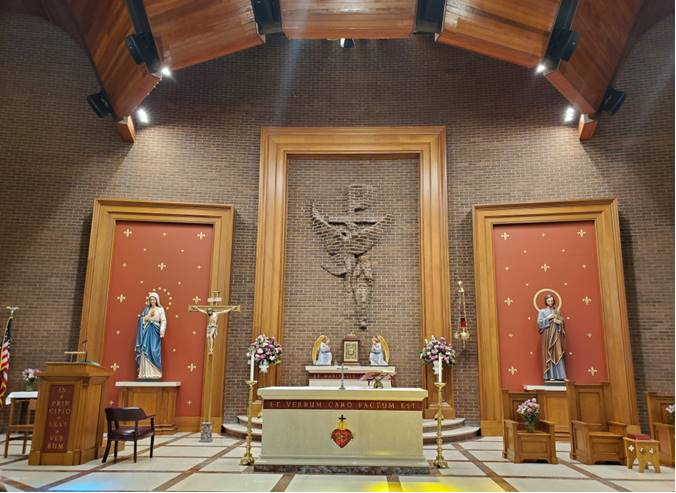 ET VERBUM CARO FACTUM EST
IN
PRIN
CIPIO
ERAT
VER
BUM